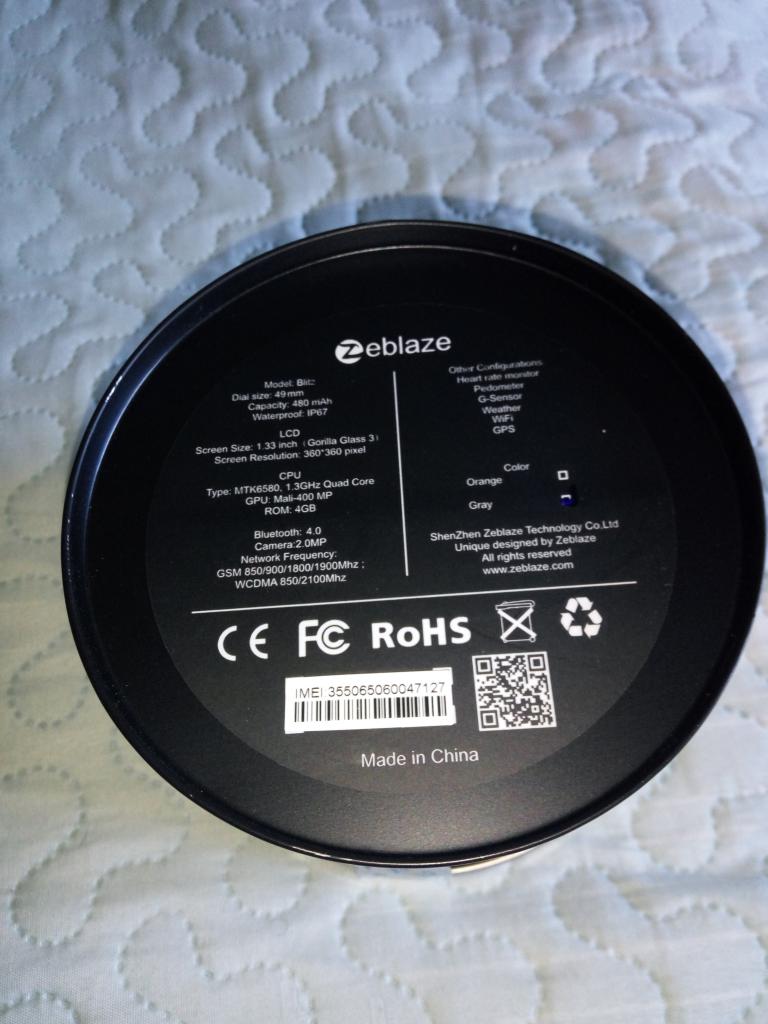 Zeblaze
Model: Blitz
Dial size: 49mm
Capacity: 480 mAh
Waterproof: IP67
LCD
Screen Size: 1.33 inch (Gorilla Glass 3)
Screen Resolution: 360*360 pixel
CPU
Type: MTK6580, 1.3GHz Quad Core
GPU: Mali-400 MP
ROM: 4GB
Bluetooth: 4.0
Camera:2.0MP
Network Frequency:
GSM 850/900/1800/1900Mhz ;
WCDMA 850/2100Mhz
Other Configurations
Heart rate monitor
Pedometer
G-Sensor
Weather
WiFi
GPS
Color
Orange
Gray
ShenZhen Zeblaze Technology Co.Ltd
Unique designed by Zeblaze
All rights reserved
www.zeblaze.com
CE FC RoHS
IMEI 355065060047127
Made in China